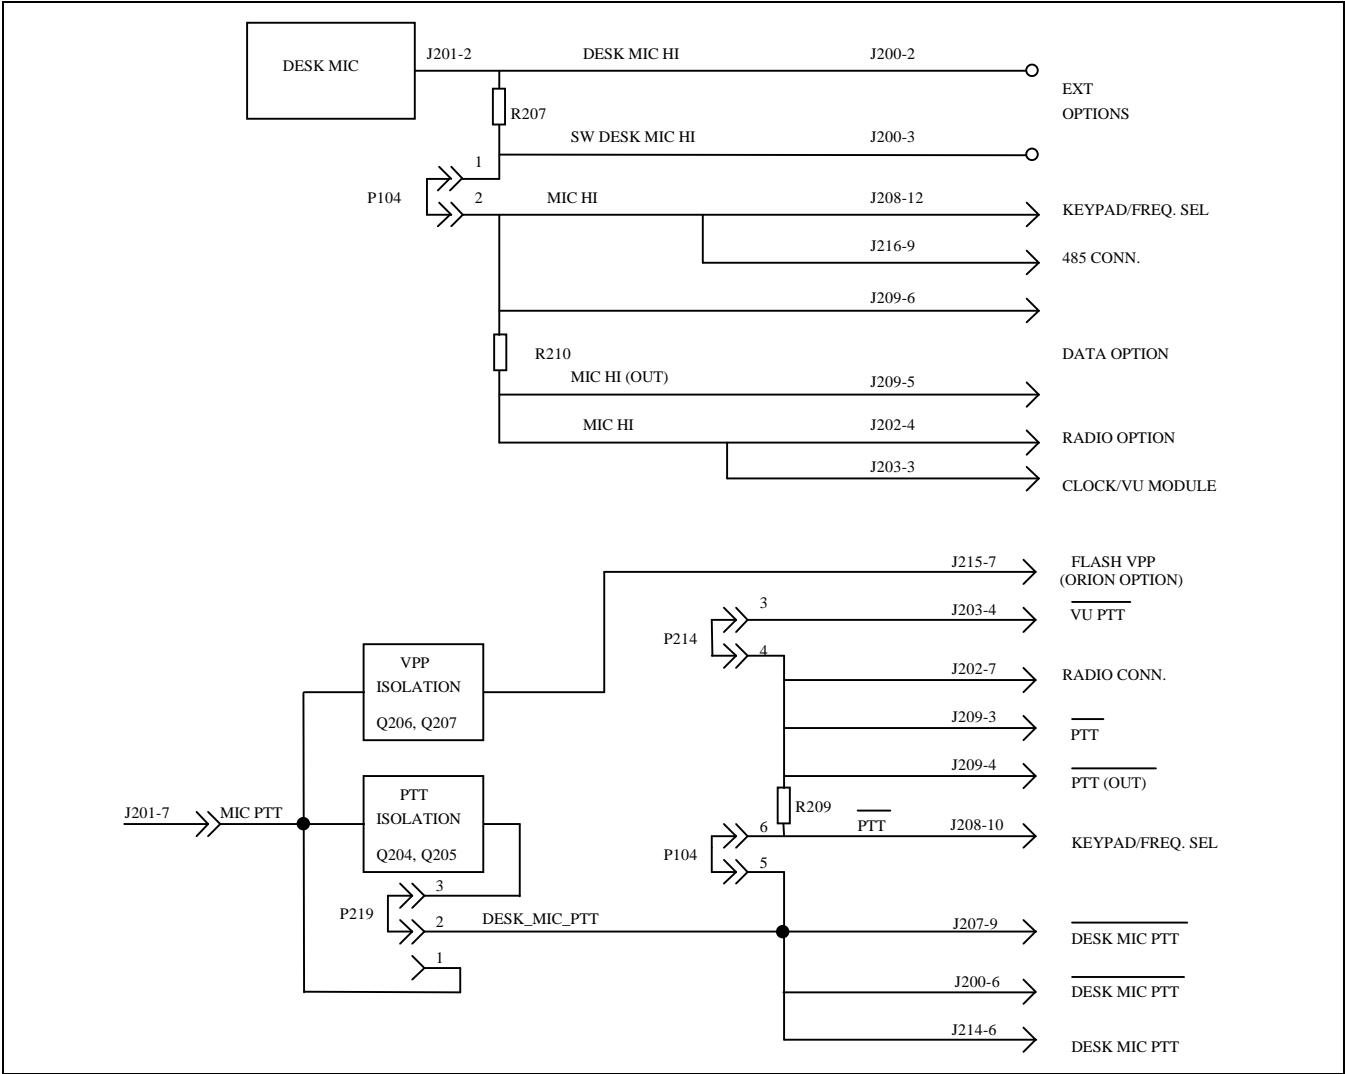 DESK MIC
J201-2
DESK MIC HI
J200-2
EXT
OPTIONS
R207
SW DESK MIC HI
J200-3
1
P104
2
MIC HI
J208-12
KEYPAD/FREQ. SEL
J216-9
485 CONN.
J209-6
R210
DATA OPTION
MIC HI (OUT)
J209-5
MIC HI
J202-4
RADIO OPTION
J203-3
CLOCK/VU MODULE
J215-7
FLASH VPP
(ORION OPTION)
3
J203-4
VU PTT
P214
4
VPP
ISOLATION
Q206, Q207
J202-7
RADIO CONN.
J209-3
PTT
J209-4
PTT (OUT)
PTT
ISOLATION
Q204, Q205
J201-7
MIC PTT
R209
6
PTT
J208-10
KEYPAD/FREQ. SEL
P104
5
3
P219
2
DESK_MIC_PTT
J207-9
DESK MIC PTT
1
J200-6
DESK MIC PTT
J214-6
DESK MIC PTT